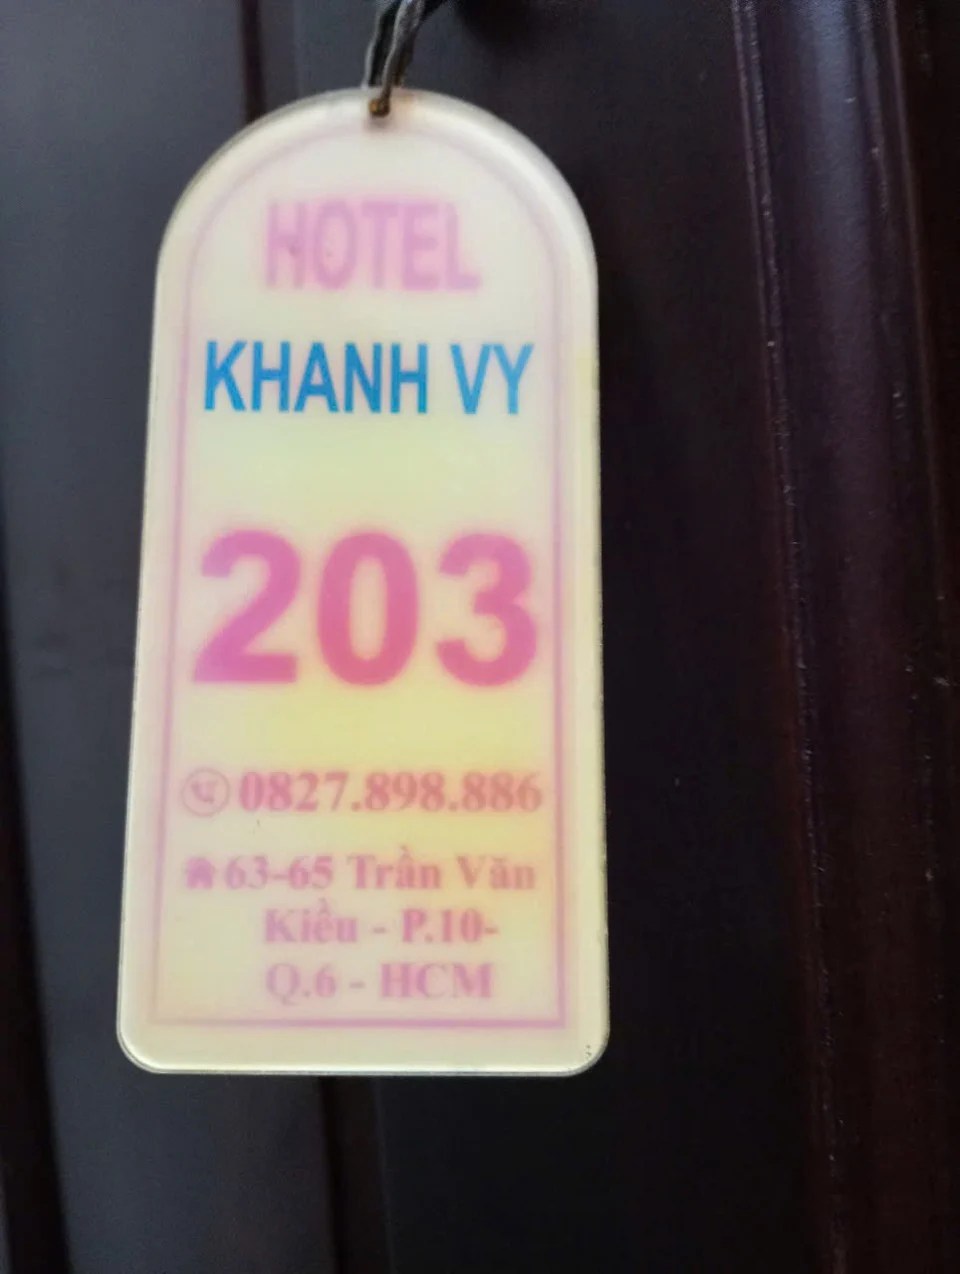 HOTEL
KHANH VY
203
0827.898.886
63-65 Trần Văn
Kiều - P.10-
Q.6 - HCM